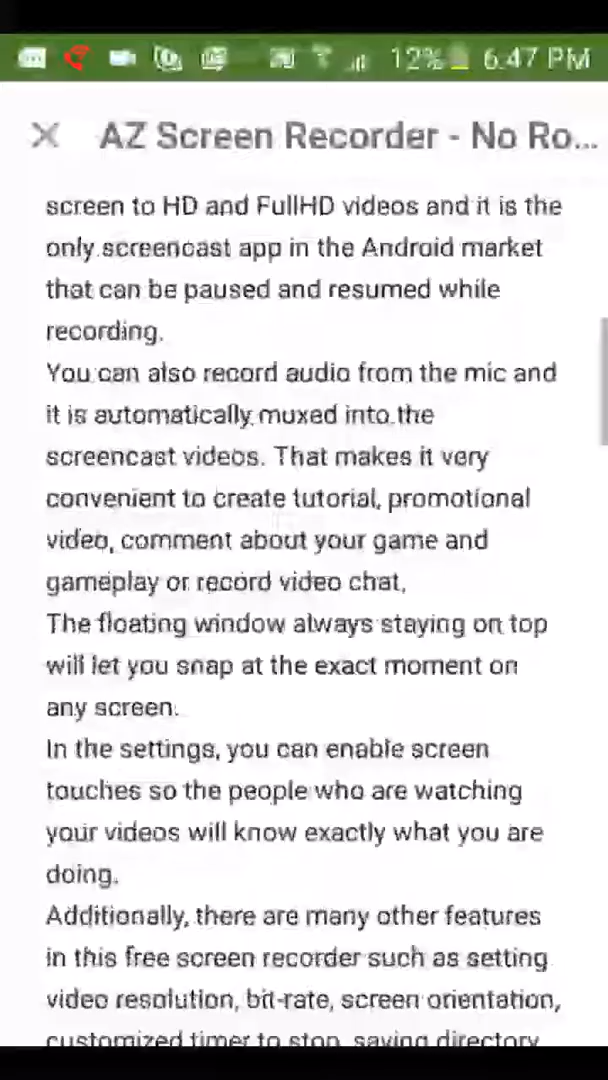 12% 6:47 PM
AZ Screen Recorder - No Ro...
screen to HD and FullHD videos and it is the
only screencast app in the Android market
that can be paused and resumed while
recording.
You can also record audio from the mic and
it is automatically muxed into the
screencast videos. That makes it very
convenient to create tutorial, promotional
video, comment about your game and
gameplay or record video chat,
The floating window always staying on top
will let you snap at the exact moment on
any screen.
In the settings, you can enable screen
touches so the people who are watching
your videos will know exactly what you are
doing.
Additionally, there are many other features
in this free screen recorder such as setting
video resolution, bit-rate, screen orientation,
customized timer to stop, saving directory